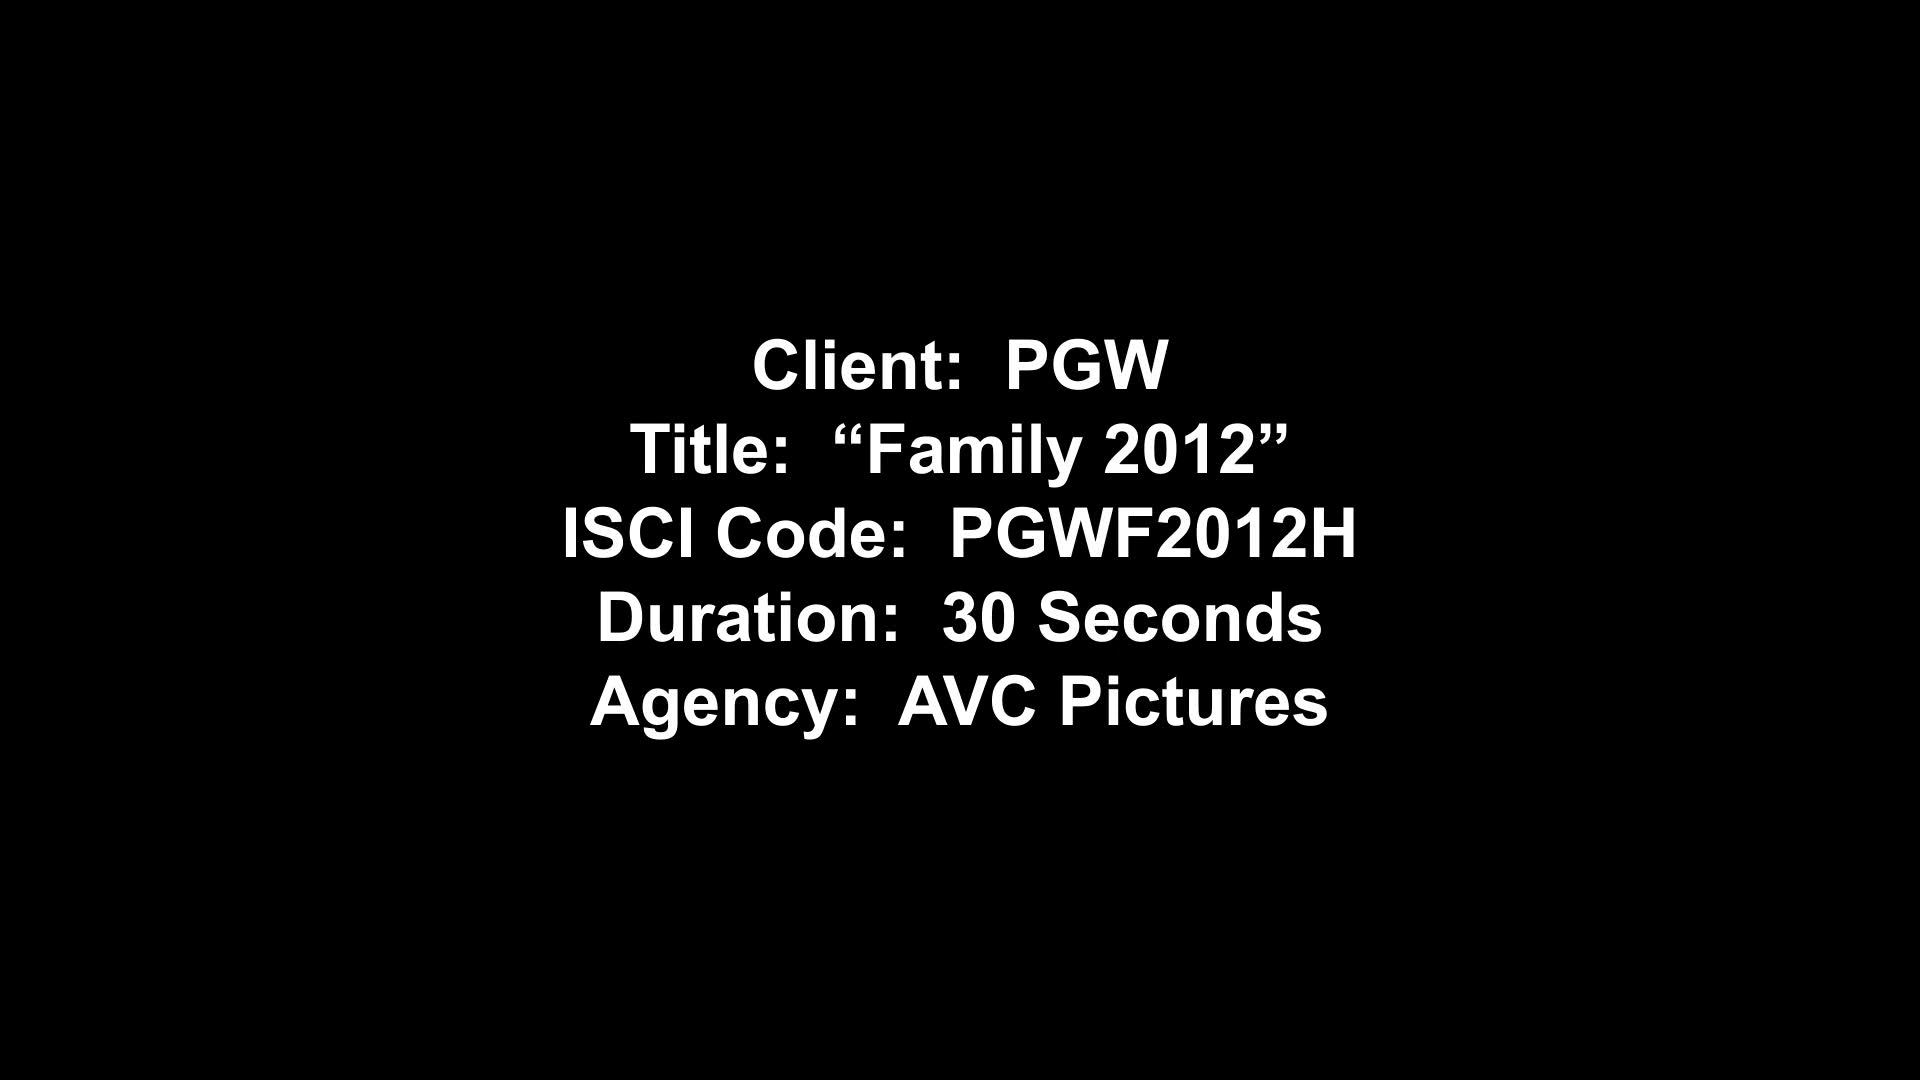 Client:  PGW
Title:  “Family 2012”
ISCI Code:  PGWF2012H
Duration:  30 Seconds
Agency:  AVC Pictures